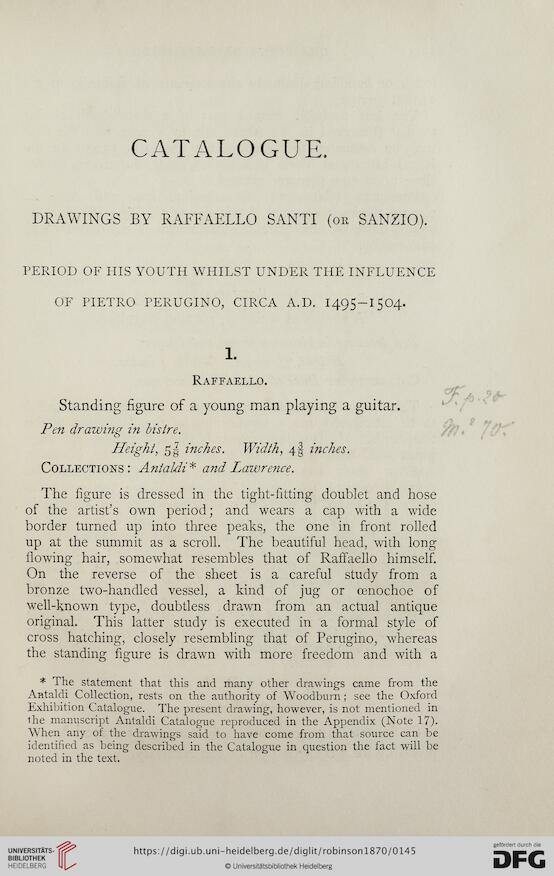 CATALOGUE.
DRAWINGS BY RAFFAELLO SANTI (OR SANZIO).
PERIOD OF HIS YOUTH WHILST UNDER THE INFLUENCE
OF PIETRO PERUGINO, CIRCA A.D. 1495–1504.
1.
RAFFAELLO.
Standing figure of a young man playing a guitar.
F. p. 20
Pen drawing in bistre.
70.
Height, 5⅞ inches. Width, 4⅜ inches.
COLLECTIONS: Antaldi* and Lawrence.
The figure is dressed in the tight-fitting doublet and hose
of the artist's own period; and wears a cap with a wide
border turned up into three peaks, the one in front rolled
up at the summit as a scroll. The beautiful head, with long
flowing hair, somewhat resembles that of Raffaello himself.
On the reverse of the sheet is a careful study from a
bronze two-handled vessel, a kind of jug or œnochoe of
well-known type, doubtless drawn from an actual antique
original. This latter study is executed in a formal style of
cross hatching, closely resembling that of Perugino, whereas
the standing figure is drawn with more freedom and with a
* The statement that this and many other drawings came from the
Antaldi Collection, rests on the authority of Woodburn; see the Oxford
Exhibition Catalogue. The present drawing, however, is not mentioned in
the manuscript Antaldi Catalogue reproduced in the Appendix (Note 17).
When any of the drawings said to have come from that source can be
identified as being described in the Catalogue in question the fact will be
noted in the text.
UNIVERSITÄTS-
BIBLIOTHEK
HEIDELBERG
https://digi.ub.uni-heidelberg.de/diglit/robinson1870/0145
© Universitätsbibliothek Heidelberg
gefördert durch die
DFG